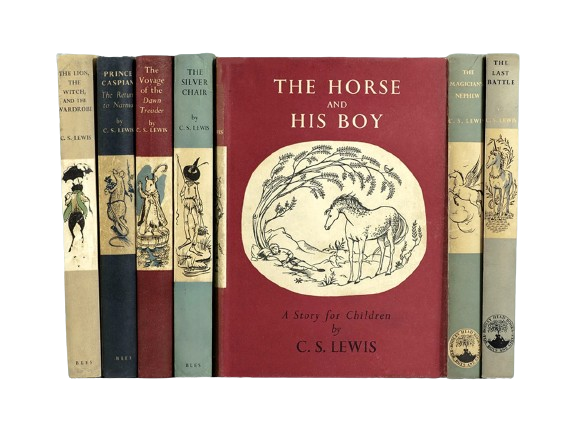 THE LION,
THE
WITCH,
AND THE
WARDROBE
C. S. LEWIS
BLES
PRINCE
CASPIAN
The Return
to Narnia
by
C. S. LEWIS
BLES
The
Voyage
of the
Dawn
Treader
by
C. S. LEWIS
THE
SILVER
CHAIR
by
C. S. LEWIS
BLES
THE HORSE
AND
HIS BOY
A Story for Children
by
C. S. LEWIS
THE
MAGICIAN'S
NEPHEW
C. S. LEWIS
THE
LAST
BATTLE
C. S. LEWIS